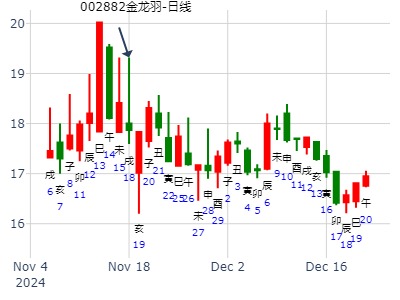 002882金龙羽-日线
20
19
18
17
16
戌 6
亥 7
子 8
卯 11
辰 12
巳 13
午 14
未 15
戌 18
亥 19
子 20
丑 21
寅 22
巳 25
午 26
未 27
申 28
酉 29
子 2
丑 3
寅 4
卯 5
辰 6
未 9
申 10
酉 11
戌 12
亥 13
寅 16
卯 17
辰 18
巳 19
午 20
Nov 4
2024
Nov 18
Dec 2
Dec 16